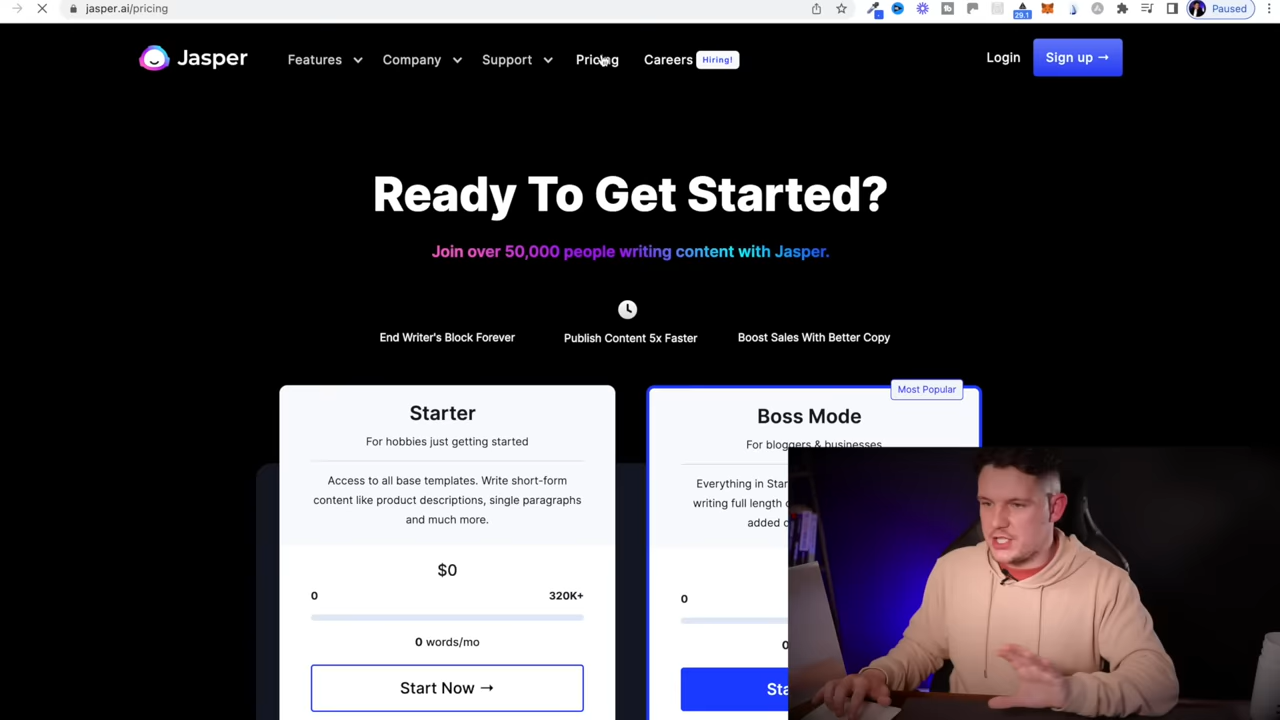 jasper.ai/pricing
29.1
Paused
Jasper
Features
Company
Support
Pricing
Careers
Hiring!
Login
Sign up →
Ready To Get Started?
Join over 50,000 people writing content with Jasper.
End Writer's Block Forever
Publish Content 5x Faster
Boost Sales With Better Copy
Starter
For hobbies just getting started
Access to all base templates. Write short-form
content like product descriptions, single paragraphs
and much more.
$0
0
320K+
0 words/mo
Start Now →
Most Popular
Boss Mode
For bloggers & businesses
Everything in Star
writing full length
added
0
0
Sta